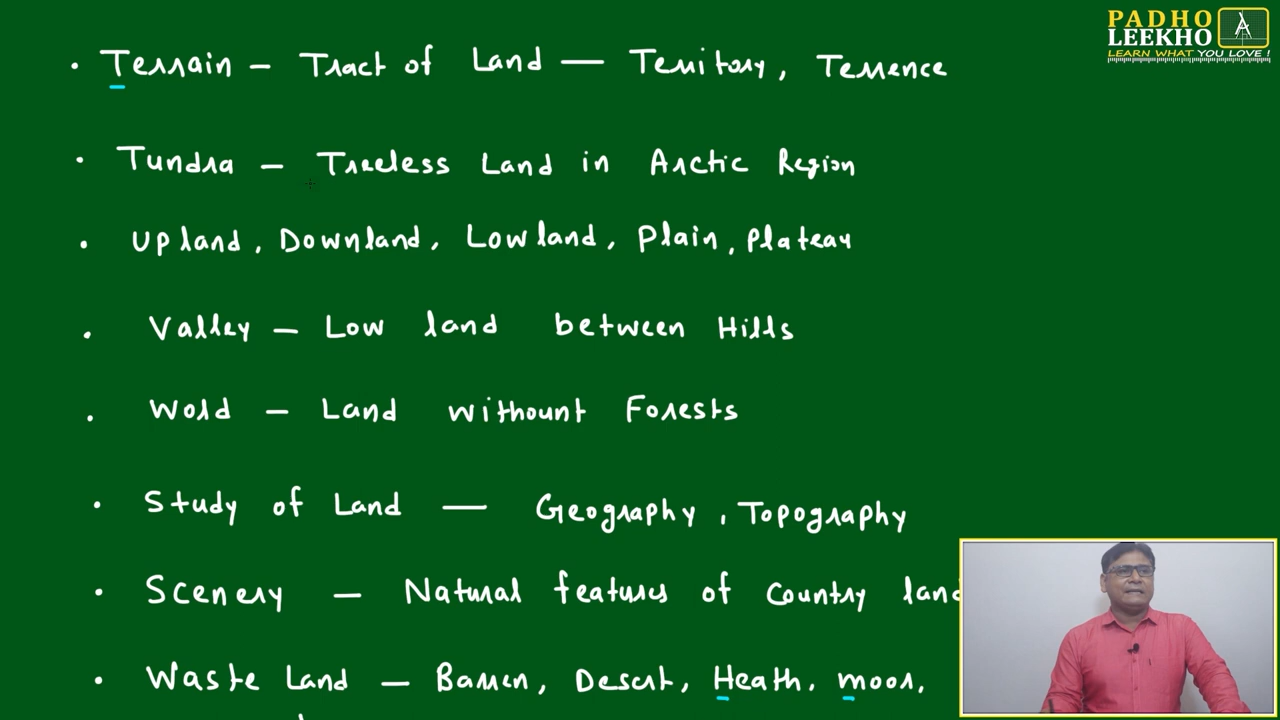 PADHO
LEEKHO
LEARN WHAT YOU LOVE !
• Terrain – Tract of Land — Territory, Terrence
• Tundra – Treeless Land in Arctic Region
• Upland, Downland, Lowland, Plain, Plateau
• Valley – Low land between Hills
• Wold – Land withount Forests
• Study of Land — Geography, Topography
• Scenery – Natural features of Country land
• Waste Land – Barren, Desert, Heath, moor,